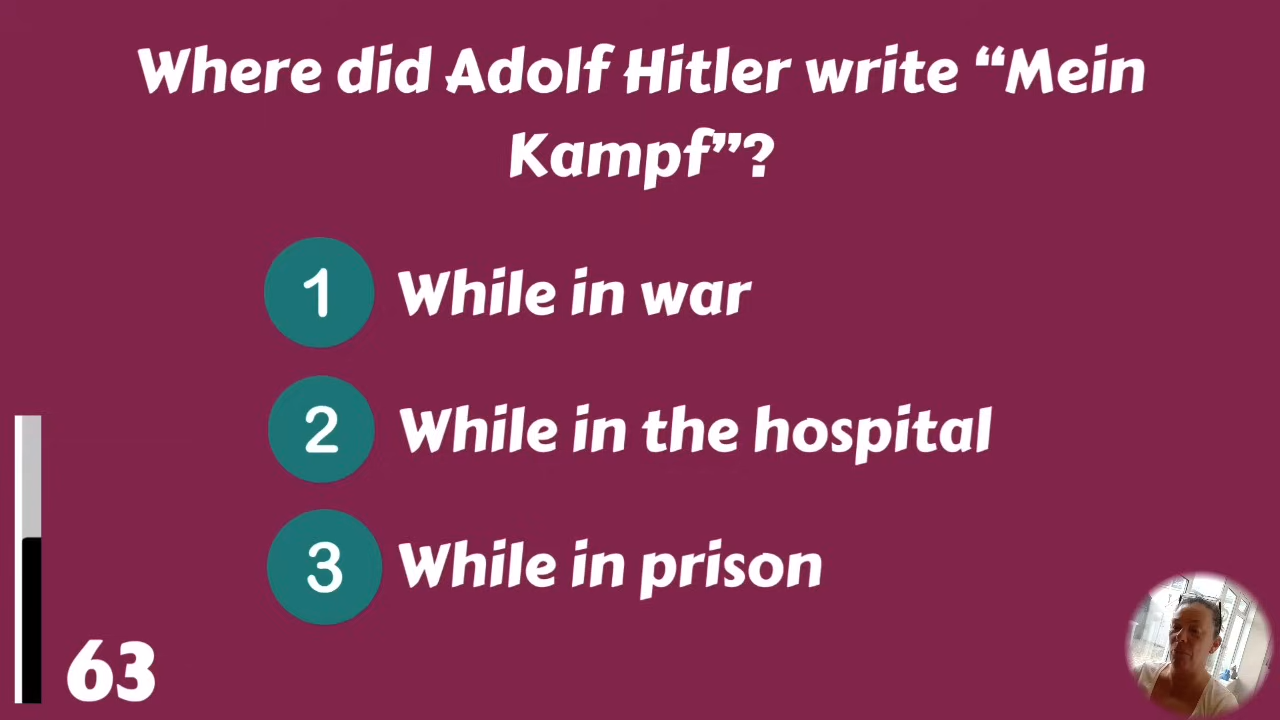 Where did Adolf Hitler write “Mein
Kampf”?
1 While in war
2 While in the hospital
3 While in prison
63